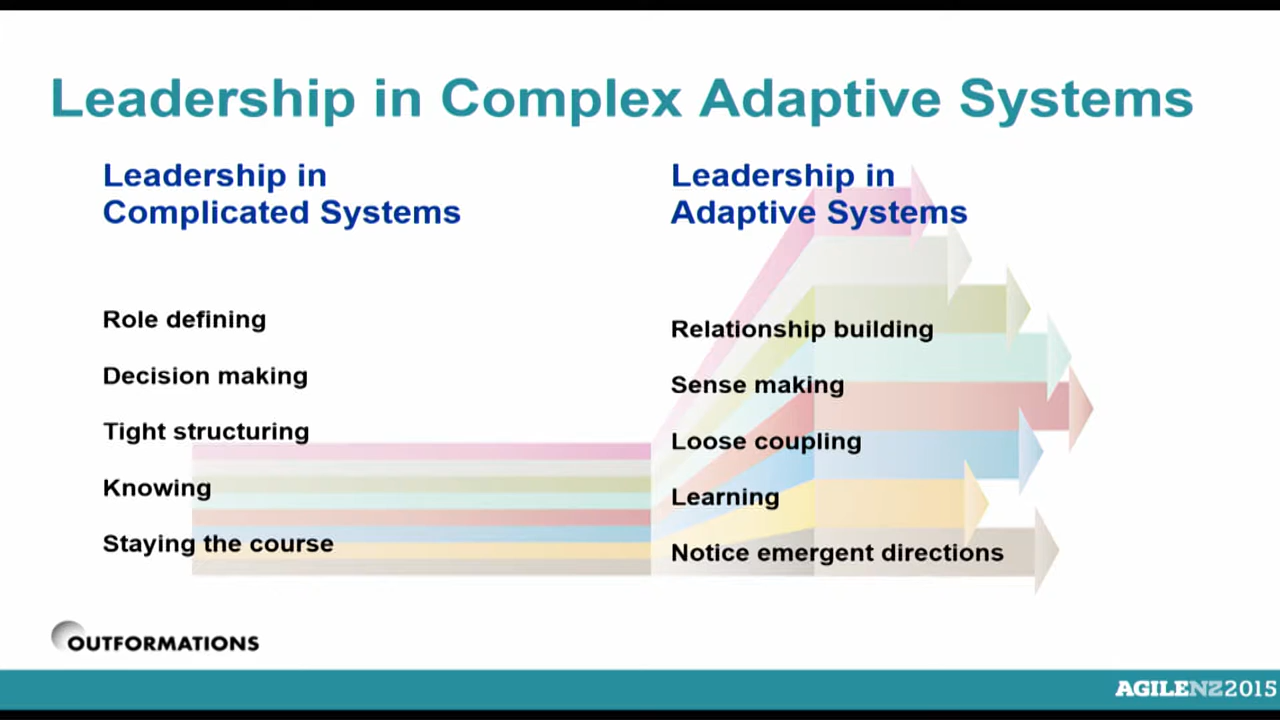 Leadership in Complex Adaptive Systems
Leadership in
Complicated Systems
Role defining
Decision making
Tight structuring
Knowing
Staying the course
Leadership in
Adaptive Systems
Relationship building
Sense making
Loose coupling
Learning
Notice emergent directions
OUTFORMATIONS
AGILENZ2015